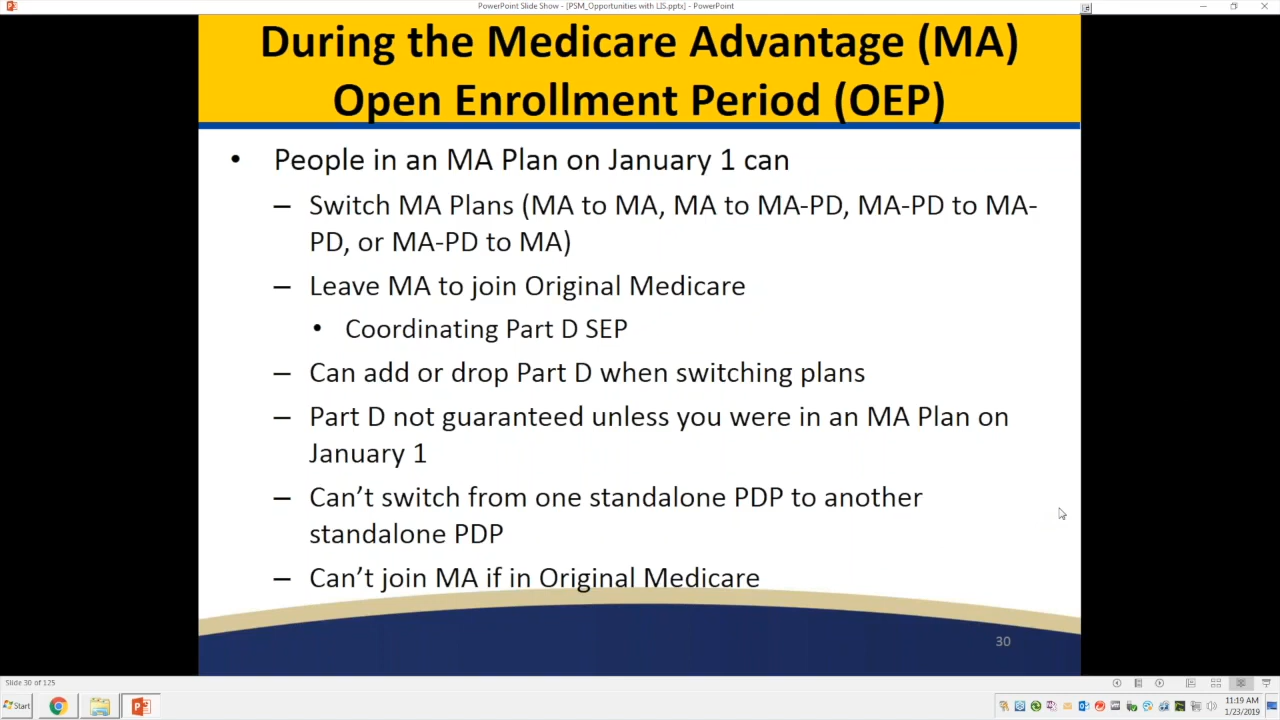 PowerPoint Slide Show - [PSM_Opportunities with LIS.pptx] - PowerPoint
During the Medicare Advantage (MA)
Open Enrollment Period (OEP)
• People in an MA Plan on January 1 can
– Switch MA Plans (MA to MA, MA to MA-PD, MA-PD to MA-
PD, or MA-PD to MA)
– Leave MA to join Original Medicare
• Coordinating Part D SEP
– Can add or drop Part D when switching plans
– Part D not guaranteed unless you were in an MA Plan on
January 1
– Can’t switch from one standalone PDP to another
standalone PDP
– Can’t join MA if in Original Medicare
30
Slide 30 of 125
Start
11:19 AM
1/23/2019